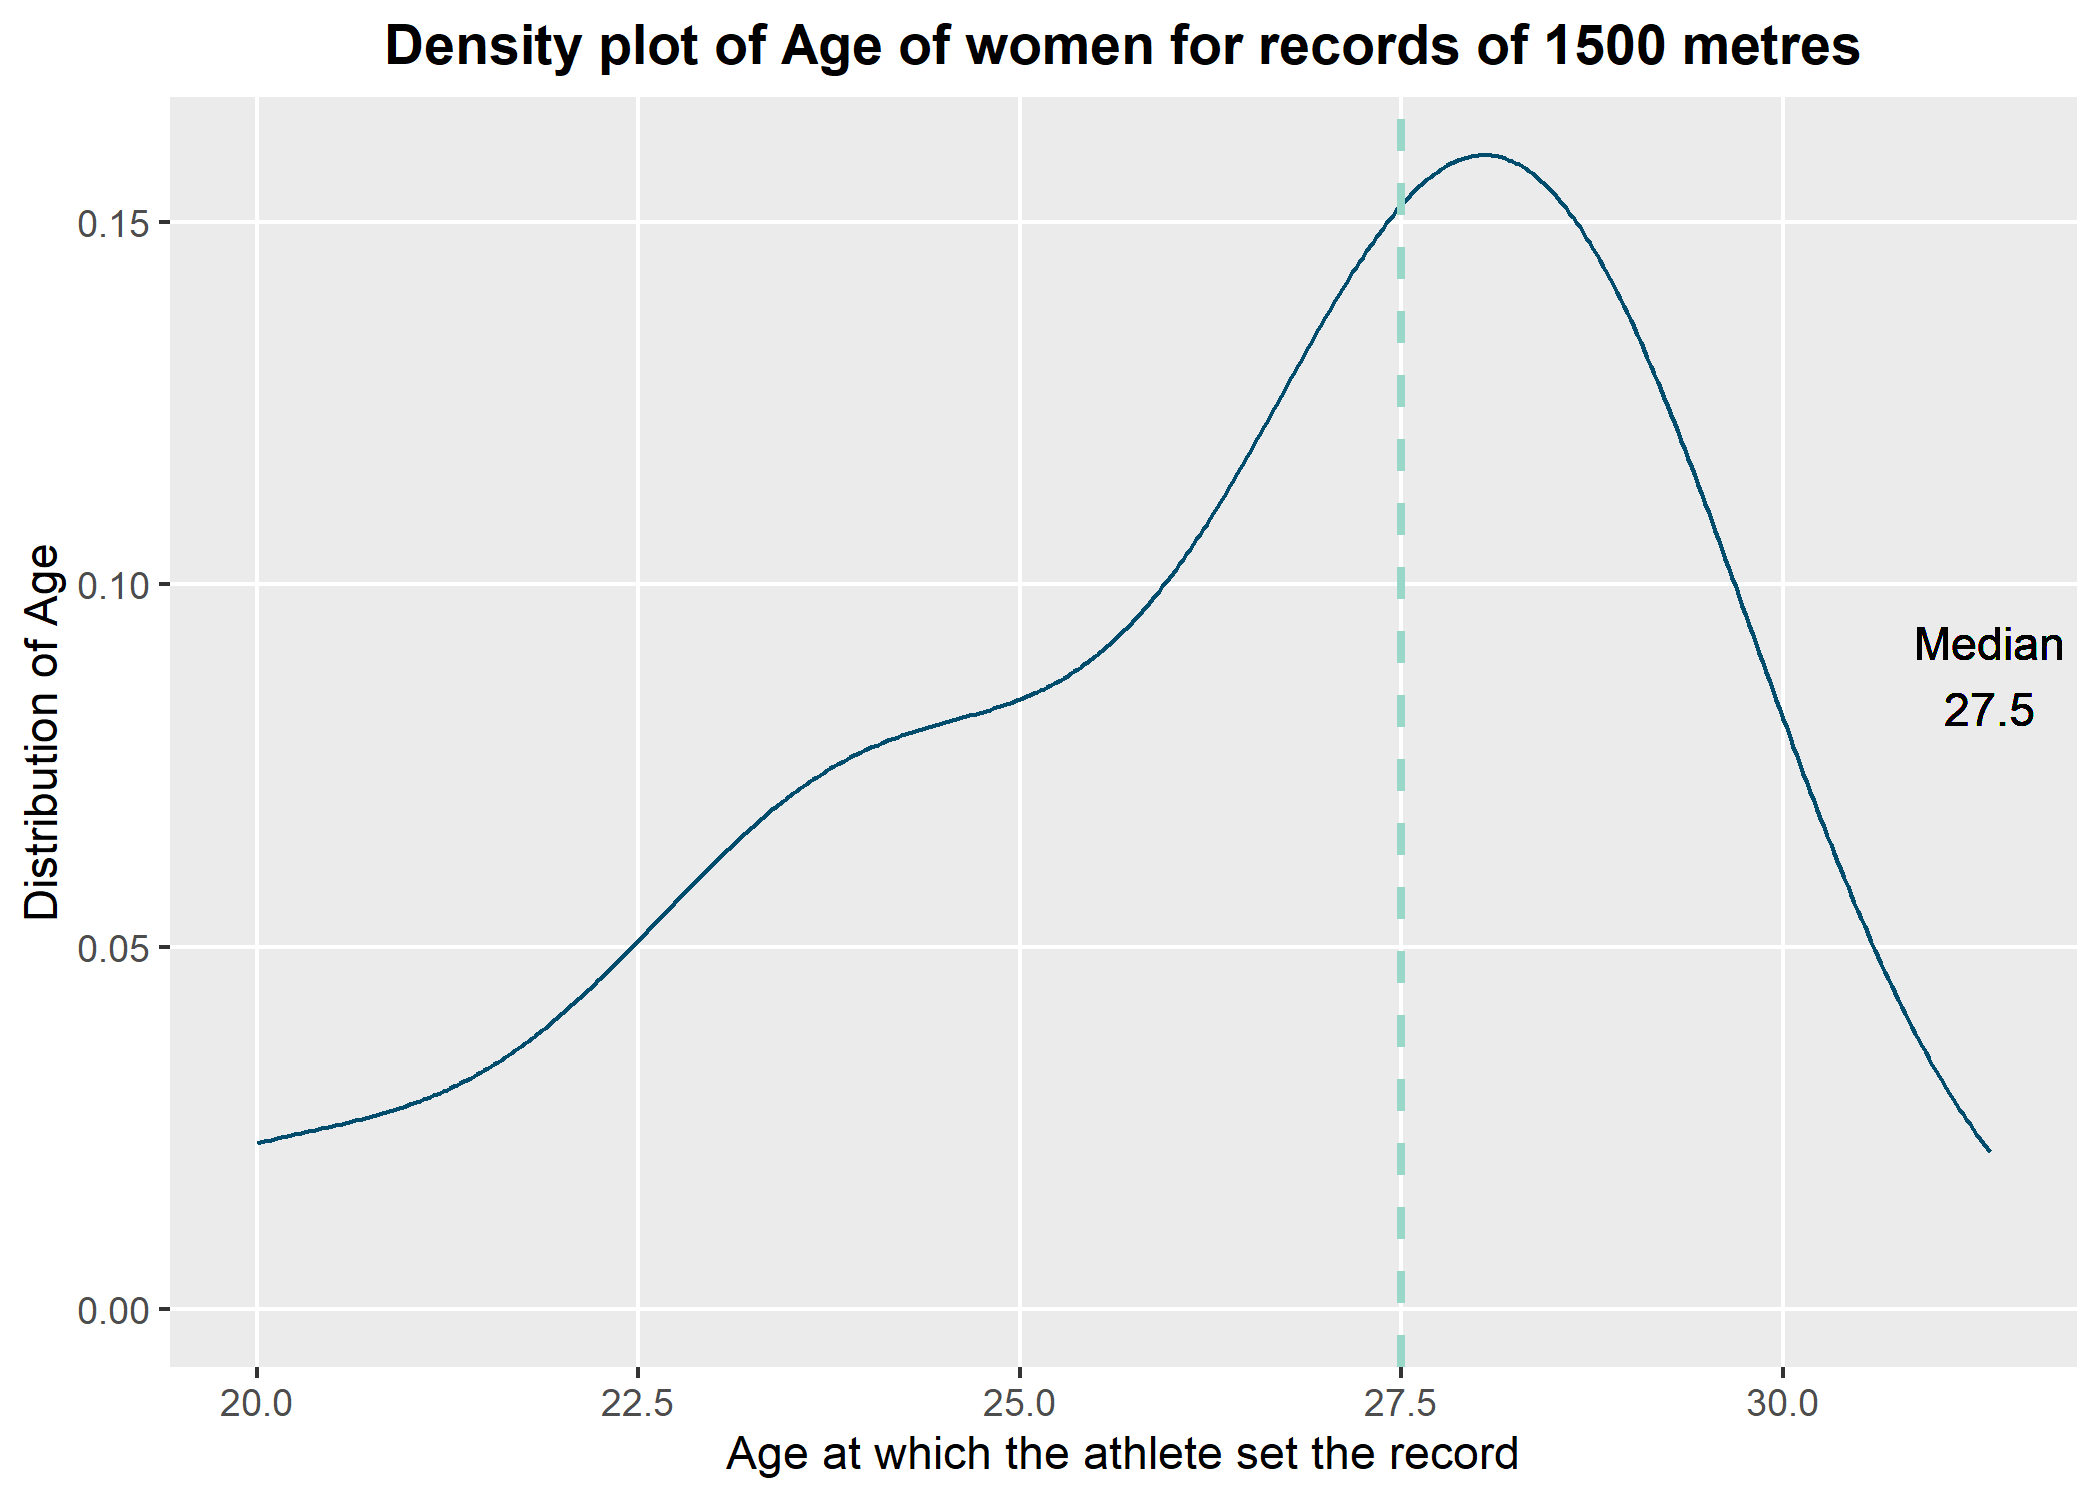 Density plot of Age of women for records of 1500 metres
Distribution of Age
0.15
0.10
0.05
0.00
Median
27.5
20.0 22.5 25.0 27.5 30.0
Age at which the athlete set the record